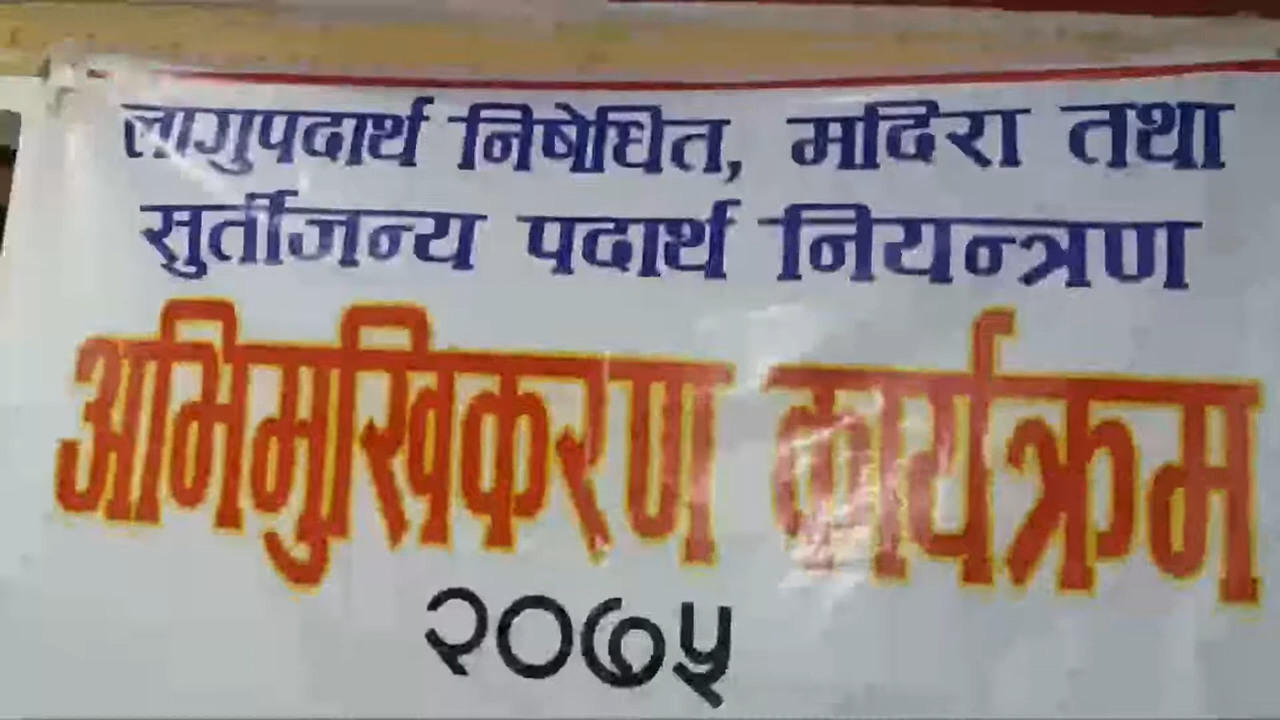 लागुपदार्थ निषेधित, मदिरा तथा
सुर्तीजन्य पदार्थ नियन्त्रण
अभिमुखिकरण कार्यक्रम
२०७५